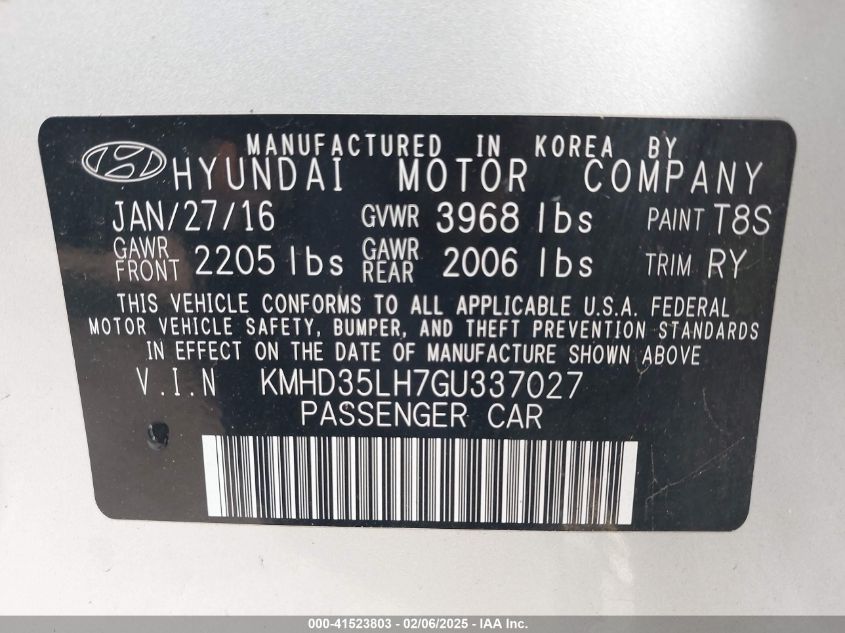 MANUFACTURED IN KOREA BY
HYUNDAI MOTOR COMPANY
JAN/27/16 GVWR 3968 lbs PAINT T8S
GAWR FRONT 2205 lbs GAWR REAR 2006 lbs TRIM RY
THIS VEHICLE CONFORMS TO ALL APPLICABLE U.S.A. FEDERAL
MOTOR VEHICLE SAFETY, BUMPER, AND THEFT PREVENTION STANDARDS
IN EFFECT ON THE DATE OF MANUFACTURE SHOWN ABOVE
V.I.N KMHD35LH7GU337027
PASSENGER CAR
000-41523803 - 02/06/2025 - IAA Inc.